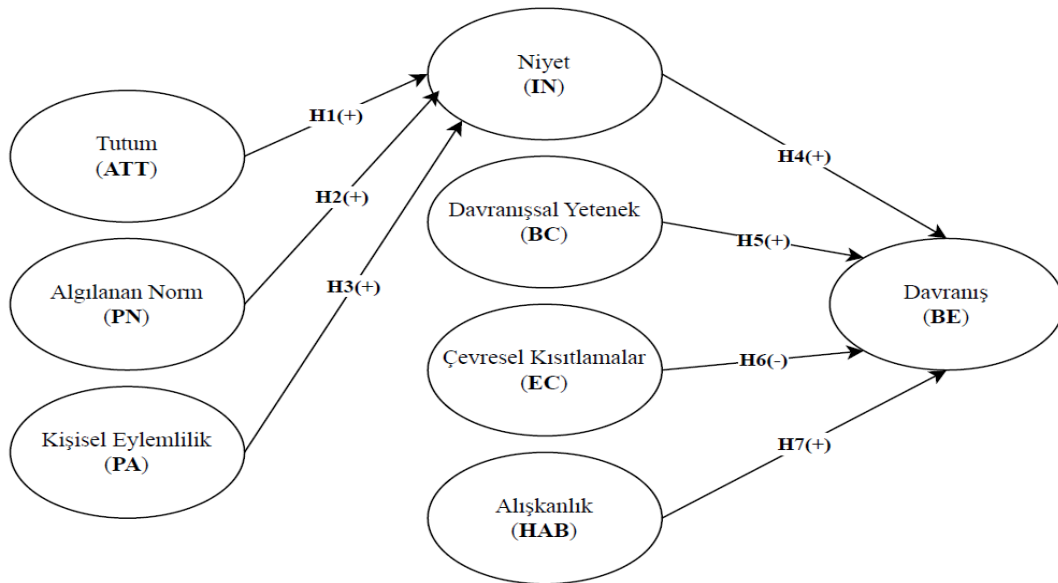 Niyet
(IN)
H1(+)
Tutum
(ATT)
H4(+)
H2(+)
Davranışsal Yetenek
(BC)
H5(+)
H3(+)
Algılanan Norm
(PN)
Davranış
(BE)
Çevresel Kısıtlamalar
(EC)
H6(-)
Kişisel Eylemlilik
(PA)
H7(+)
Alışkanlık
(HAB)